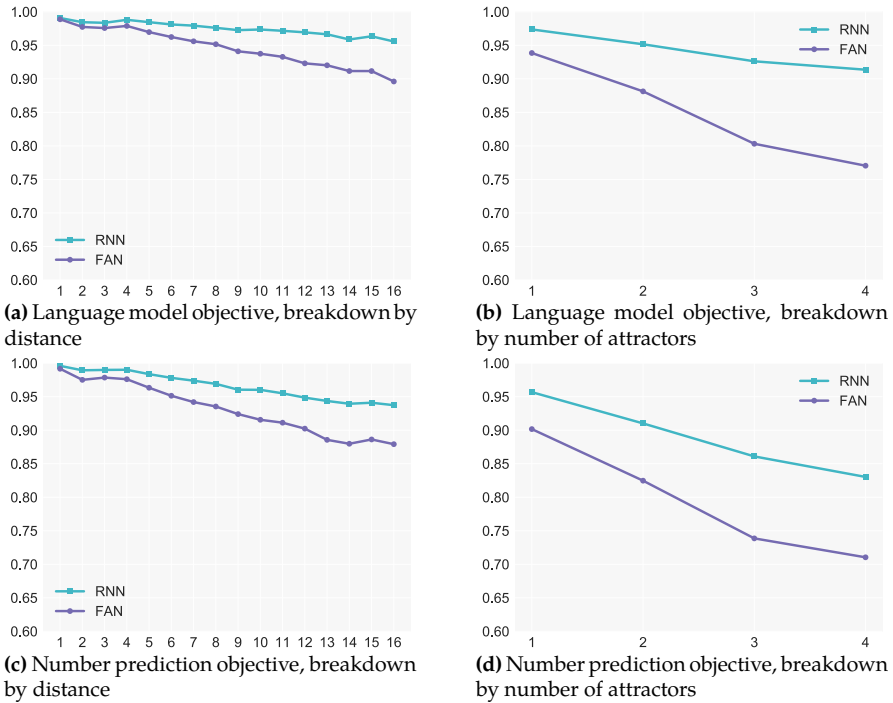 1.00
0.95
0.90
0.85
0.80
0.75
0.70
0.65
0.60
RNN
FAN
1 2 3 4 5 6 7 8 9 10 11 12 13 14 15 16
(a) Language model objective, breakdown by
distance
1.00
0.95
0.90
0.85
0.80
0.75
0.70
0.65
0.60
RNN
FAN
1 2 3 4
(b) Language model objective, breakdown
by number of attractors
1.00
0.95
0.90
0.85
0.80
0.75
0.70
0.65
0.60
RNN
FAN
1 2 3 4 5 6 7 8 9 10 11 12 13 14 15 16
(c) Number prediction objective, breakdown
by distance
1.00
0.95
0.90
0.85
0.80
0.75
0.70
0.65
0.60
RNN
FAN
1 2 3 4
(d) Number prediction objective, breakdown
by number of attractors